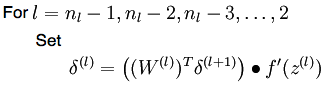 For l = n_l − 1, n_l − 2, n_l − 3, ..., 2
Set
δ^(l) = ((W^(l))^T δ^(l+1)) • f′(z^(l))